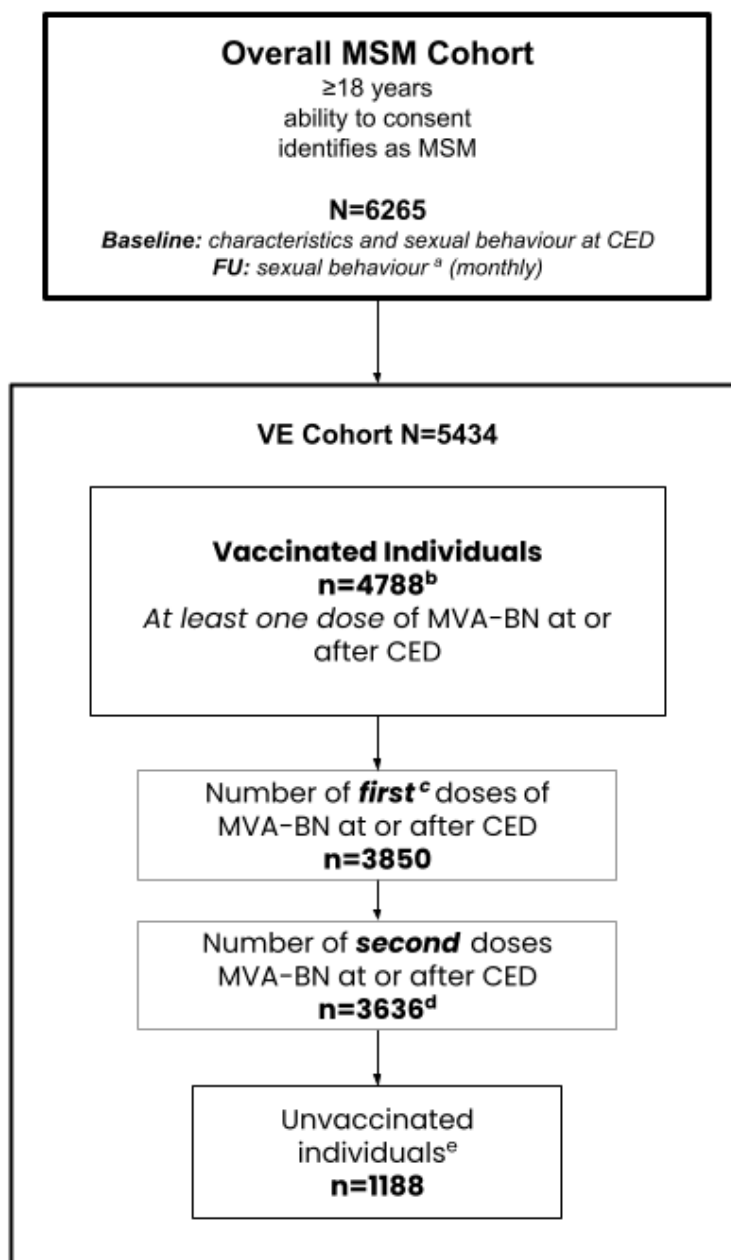 Overall MSM Cohort
≥18 years
ability to consent
identifies as MSM
N=6265
Baseline: characteristics and sexual behaviour at CED
FU: sexual behaviour ᵃ (monthly)
VE Cohort N=5434
Vaccinated Individuals
n=4788ᵇ
At least one dose of MVA-BN at or
after CED
Number of first ᶜ doses of
MVA-BN at or after CED
n=3850
Number of second doses
MVA-BN at or after CED
n=3636ᵈ
Unvaccinated
individualsᵉ
n=1188